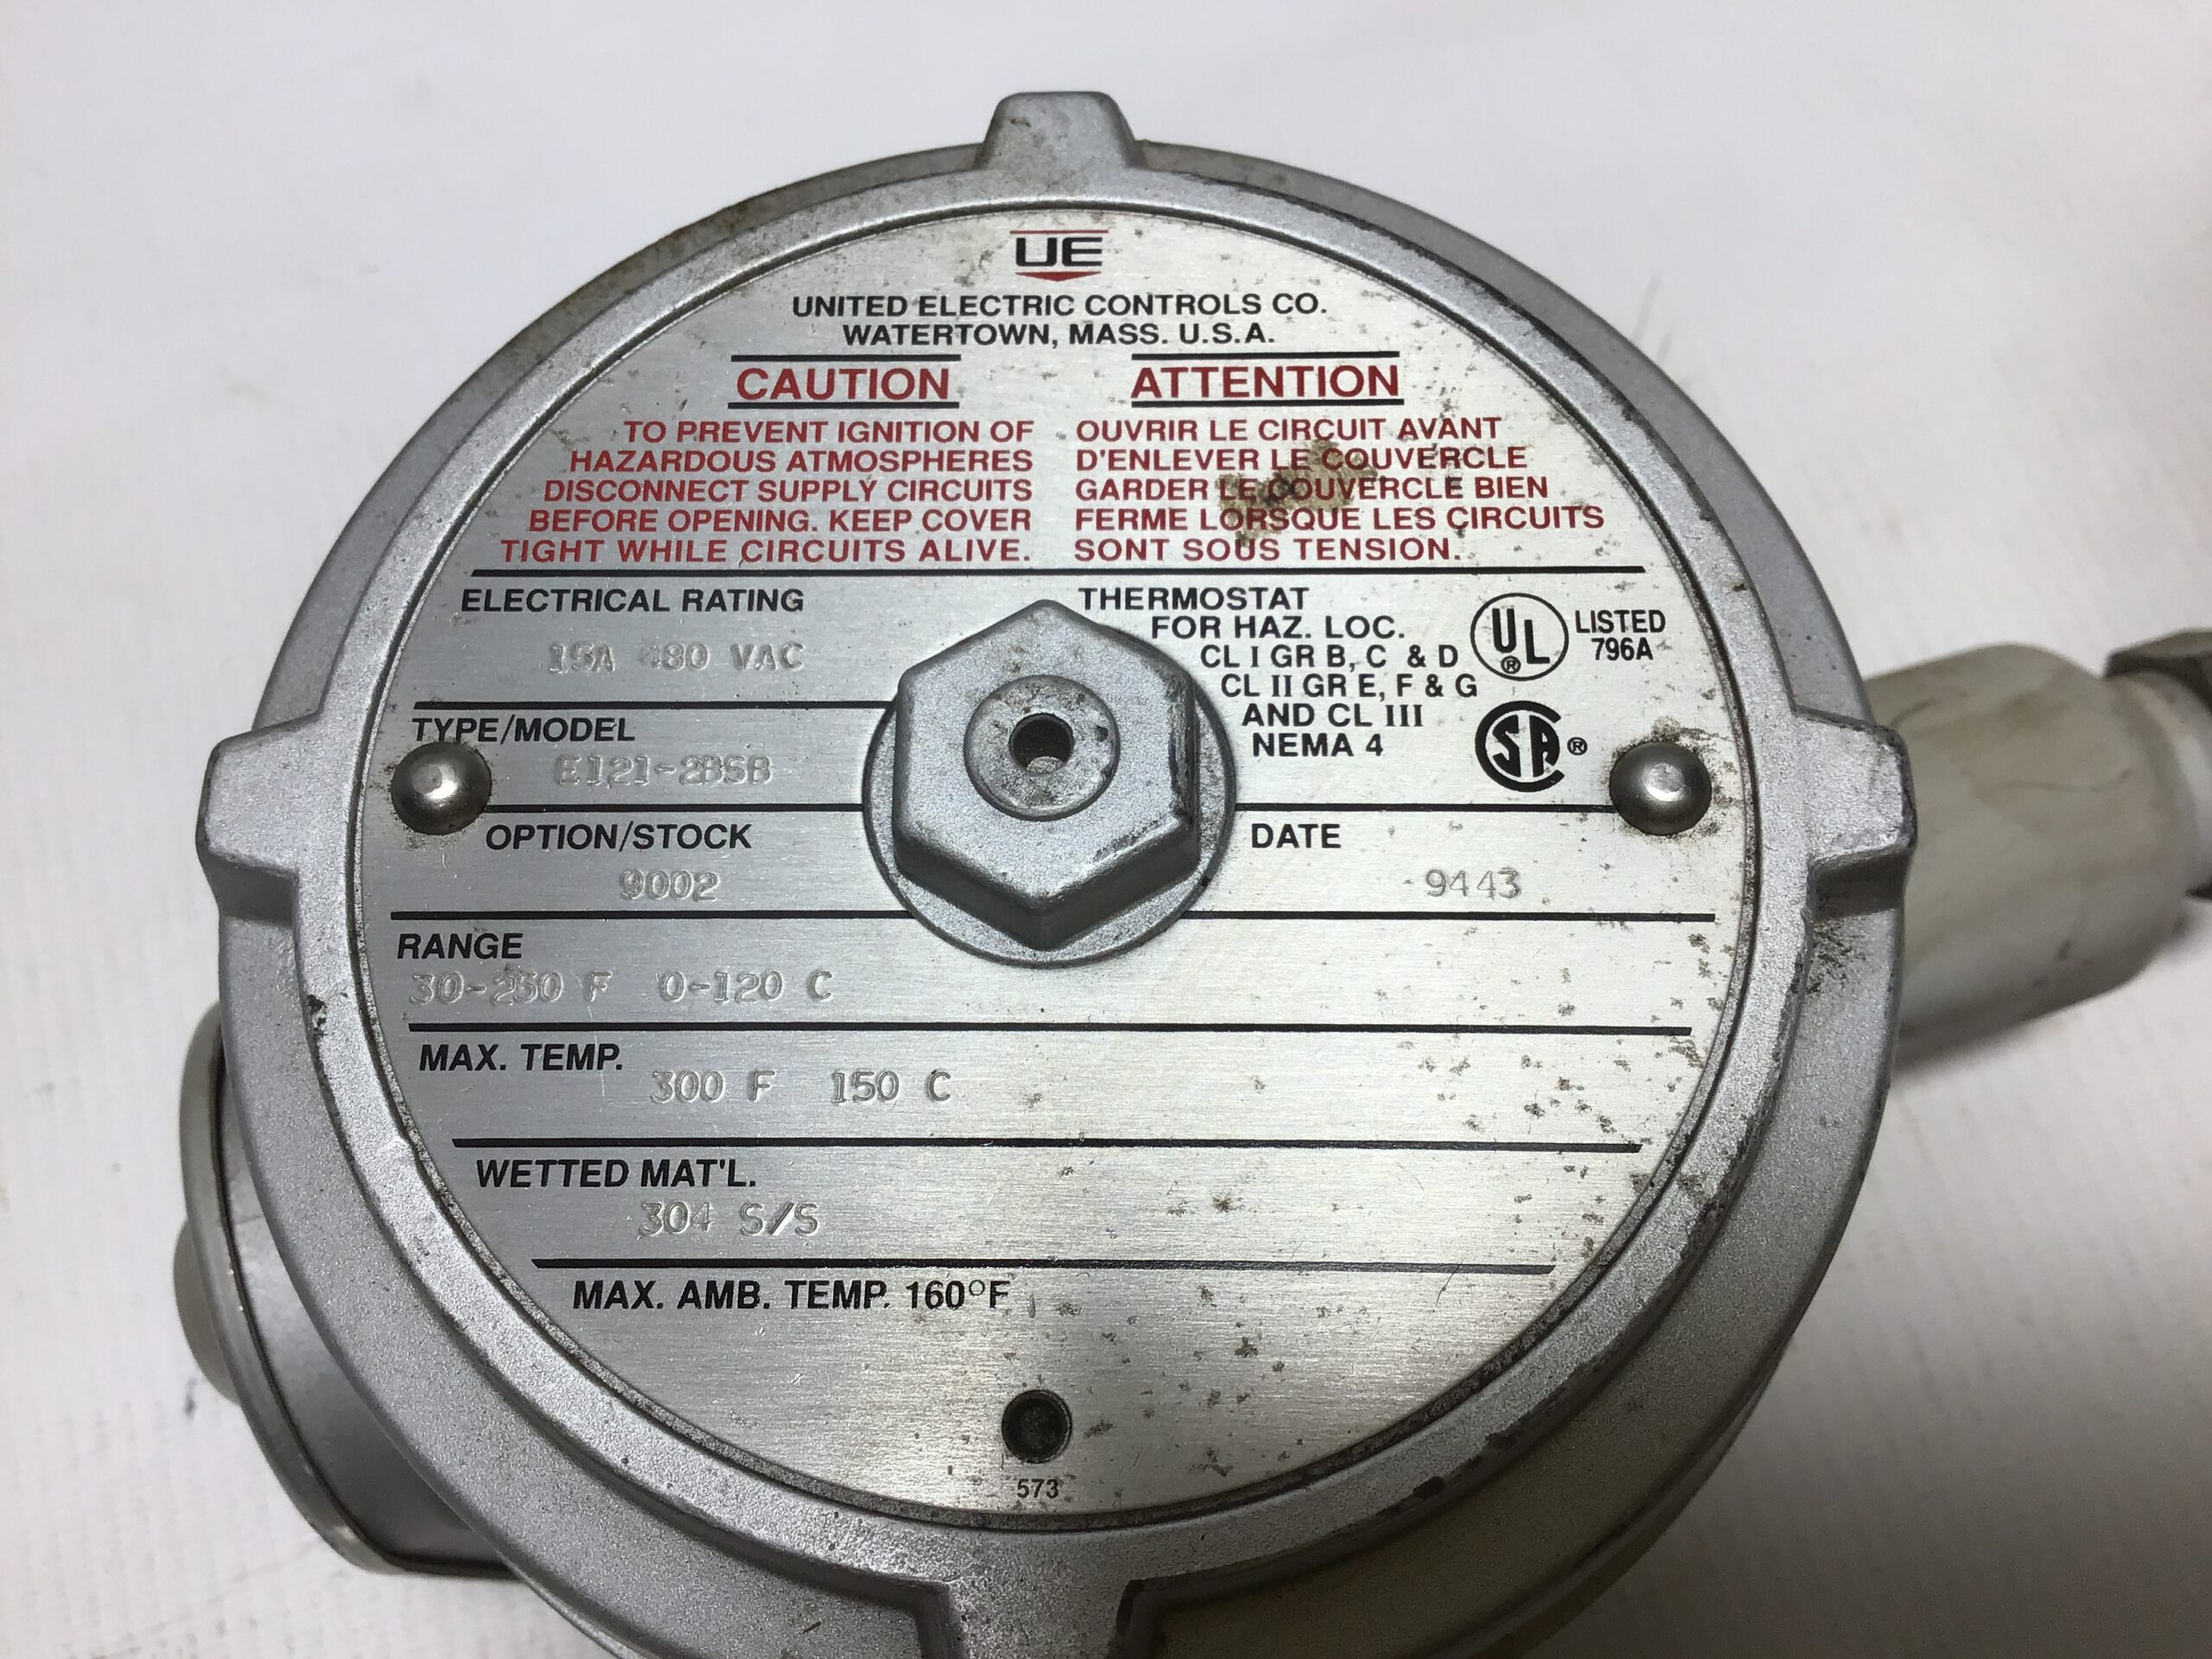 UE
UNITED ELECTRIC CONTROLS CO.
WATERTOWN, MASS. U.S.A.
CAUTION
TO PREVENT IGNITION OF
HAZARDOUS ATMOSPHERES
DISCONNECT SUPPLY CIRCUITS
BEFORE OPENING. KEEP COVER
TIGHT WHILE CIRCUITS ALIVE.
ATTENTION
OUVRIR LE CIRCUIT AVANT
D'ENLEVER LE COUVERCLE
GARDER LE COUVERCLE BIEN
FERME LORSQUE LES CIRCUITS
SONT SOUS TENSION.
ELECTRICAL RATING
15A 480 VAC
THERMOSTAT
FOR HAZ. LOC.
CL I GR B, C & D
CL II GR E, F & G
AND CL III
NEMA 4
UL ®
LISTED
796A
SA ®
TYPE/MODEL
E121-2BSB
OPTION/STOCK
9002
DATE
9443
RANGE
30-250 F 0-120 C
MAX. TEMP.
300 F 150 C
WETTED MAT'L.
304 S/S
MAX. AMB. TEMP. 160°F
573